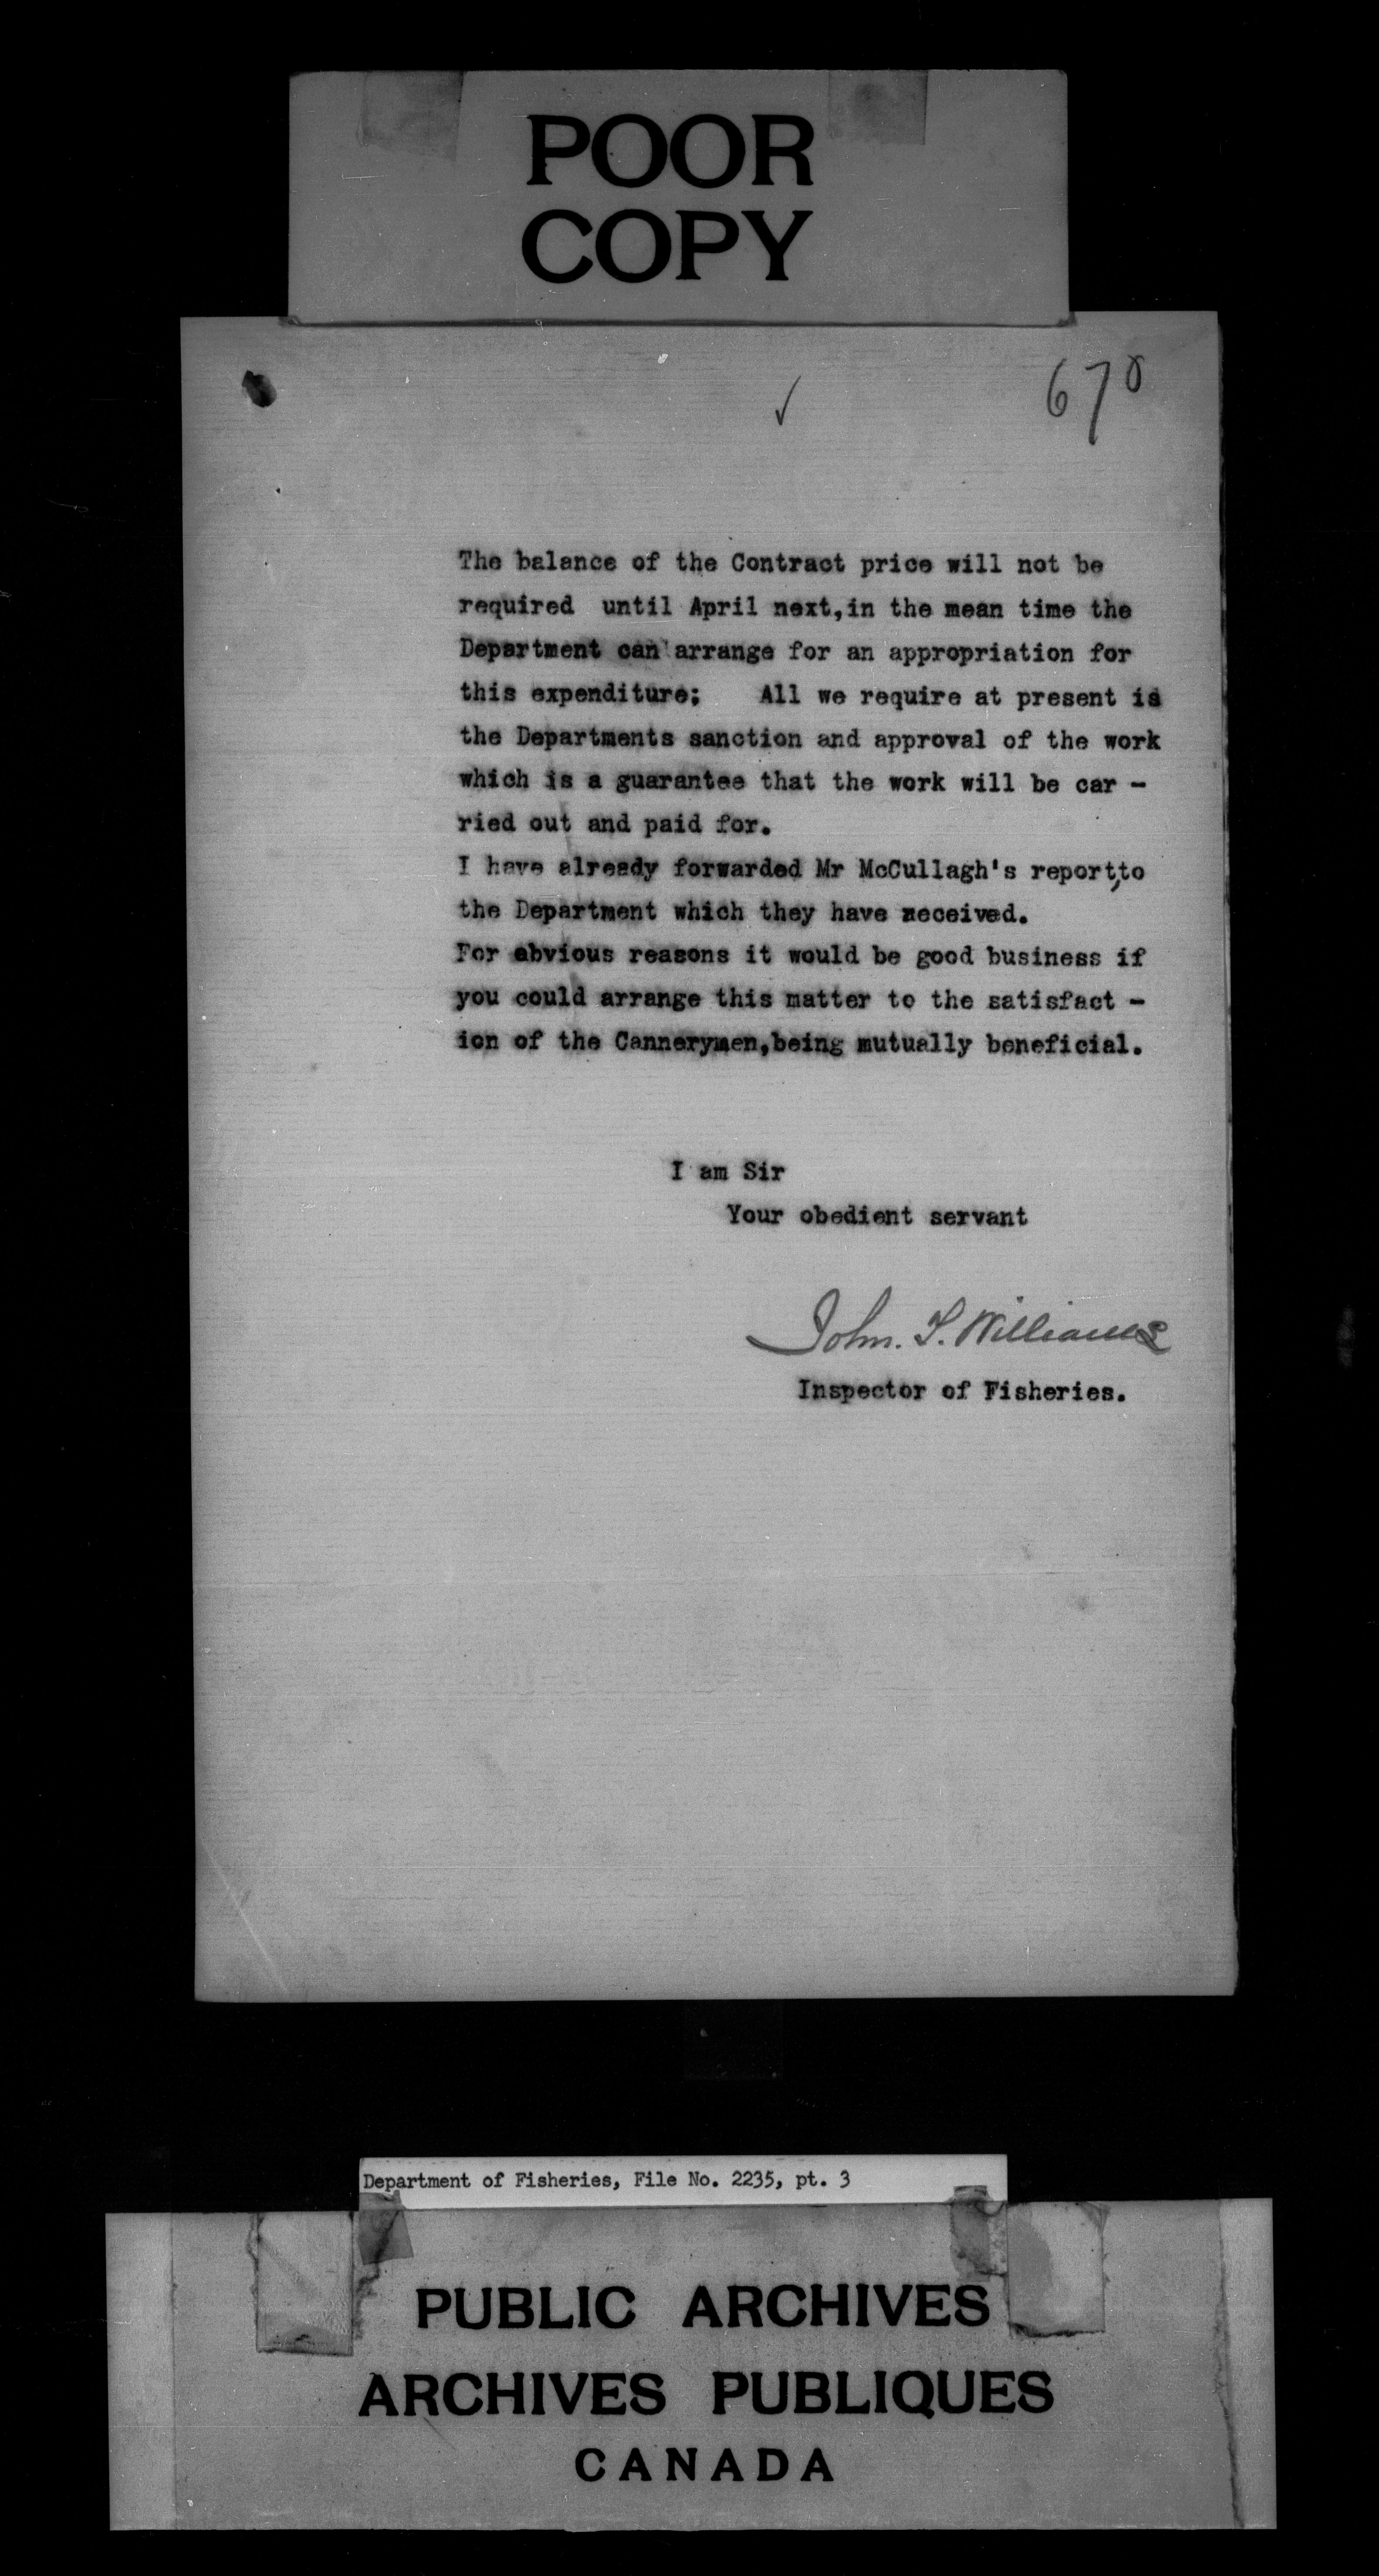 POOR
COPY
✓
670
The balance of the Contract price will not be
required until April next,in the mean time the
Department can arrange for an appropriation for
this expenditure; All we require at present is
the Departments sanction and approval of the work
which is a guarantee that the work will be car -
ried out and paid for.
I have already forwarded Mr McCullagh's report,to
the Department which they have received.
For obvious reasons it would be good business if
you could arrange this matter to the satisfact -
ion of the Cannerymen,being mutually beneficial.
I am Sir
Your obedient servant
John. T. Williams
Inspector of Fisheries.
Department of Fisheries, File No. 2235, pt. 3
PUBLIC ARCHIVES
ARCHIVES PUBLIQUES
CANADA